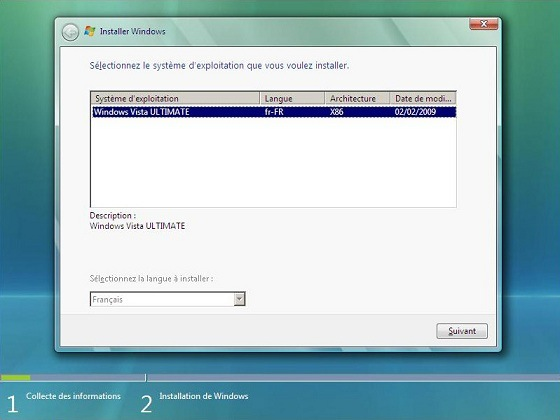 Installer Windows
Sélectionnez le système d'exploitation que vous voulez installer.
Système d'exploitation Langue Architecture Date de modi...
Windows Vista ULTIMATE fr-FR X86 02/02/2009
Description :
Windows Vista ULTIMATE
Sélectionnez la langue à installer :
Français
Suivant
1 Collecte des informations 2 Installation de Windows